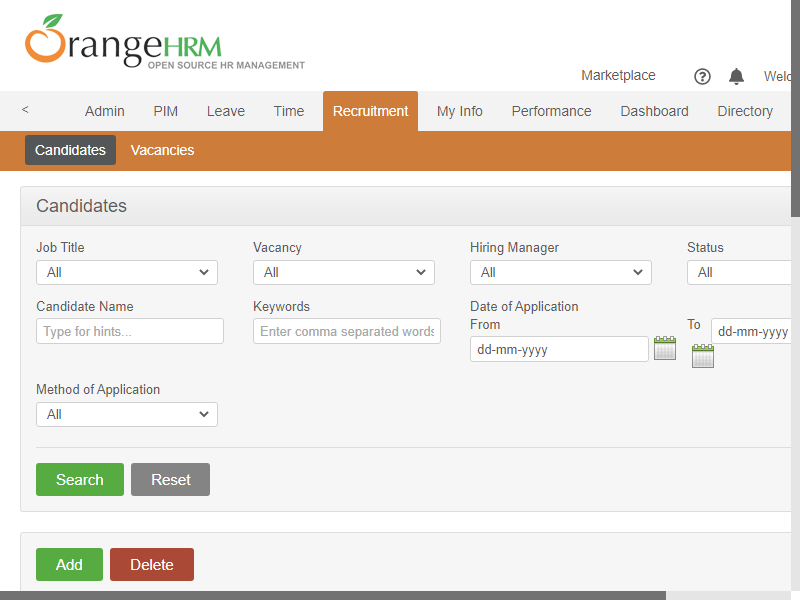 OrangeHRM
OPEN SOURCE HR MANAGEMENT
Marketplace
?
<
Admin
PIM
Leave
Time
Recruitment
My Info
Performance
Dashboard
Directory
Candidates
Vacancies
Candidates
Job Title
Vacancy
Hiring Manager
Status
All
All
All
All
Candidate Name
Keywords
Date of Application
From
To
Type for hints...
Enter comma separated words
dd-mm-yyyy
dd-mm-yyyy
Method of Application
All
Search
Reset
Add
Delete